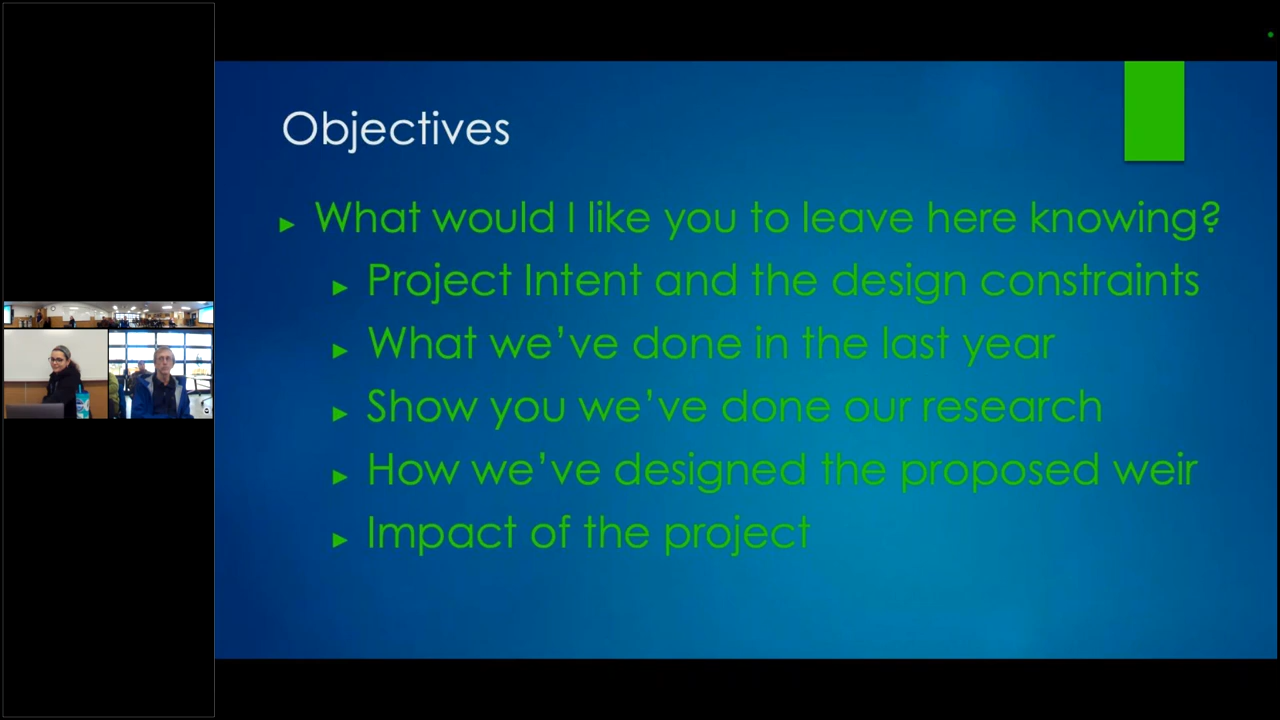 Objectives
What would I like you to leave here knowing?
Project Intent and the design constraints
What we've done in the last year
Show you we've done our research
How we've designed the proposed weir
Impact of the project